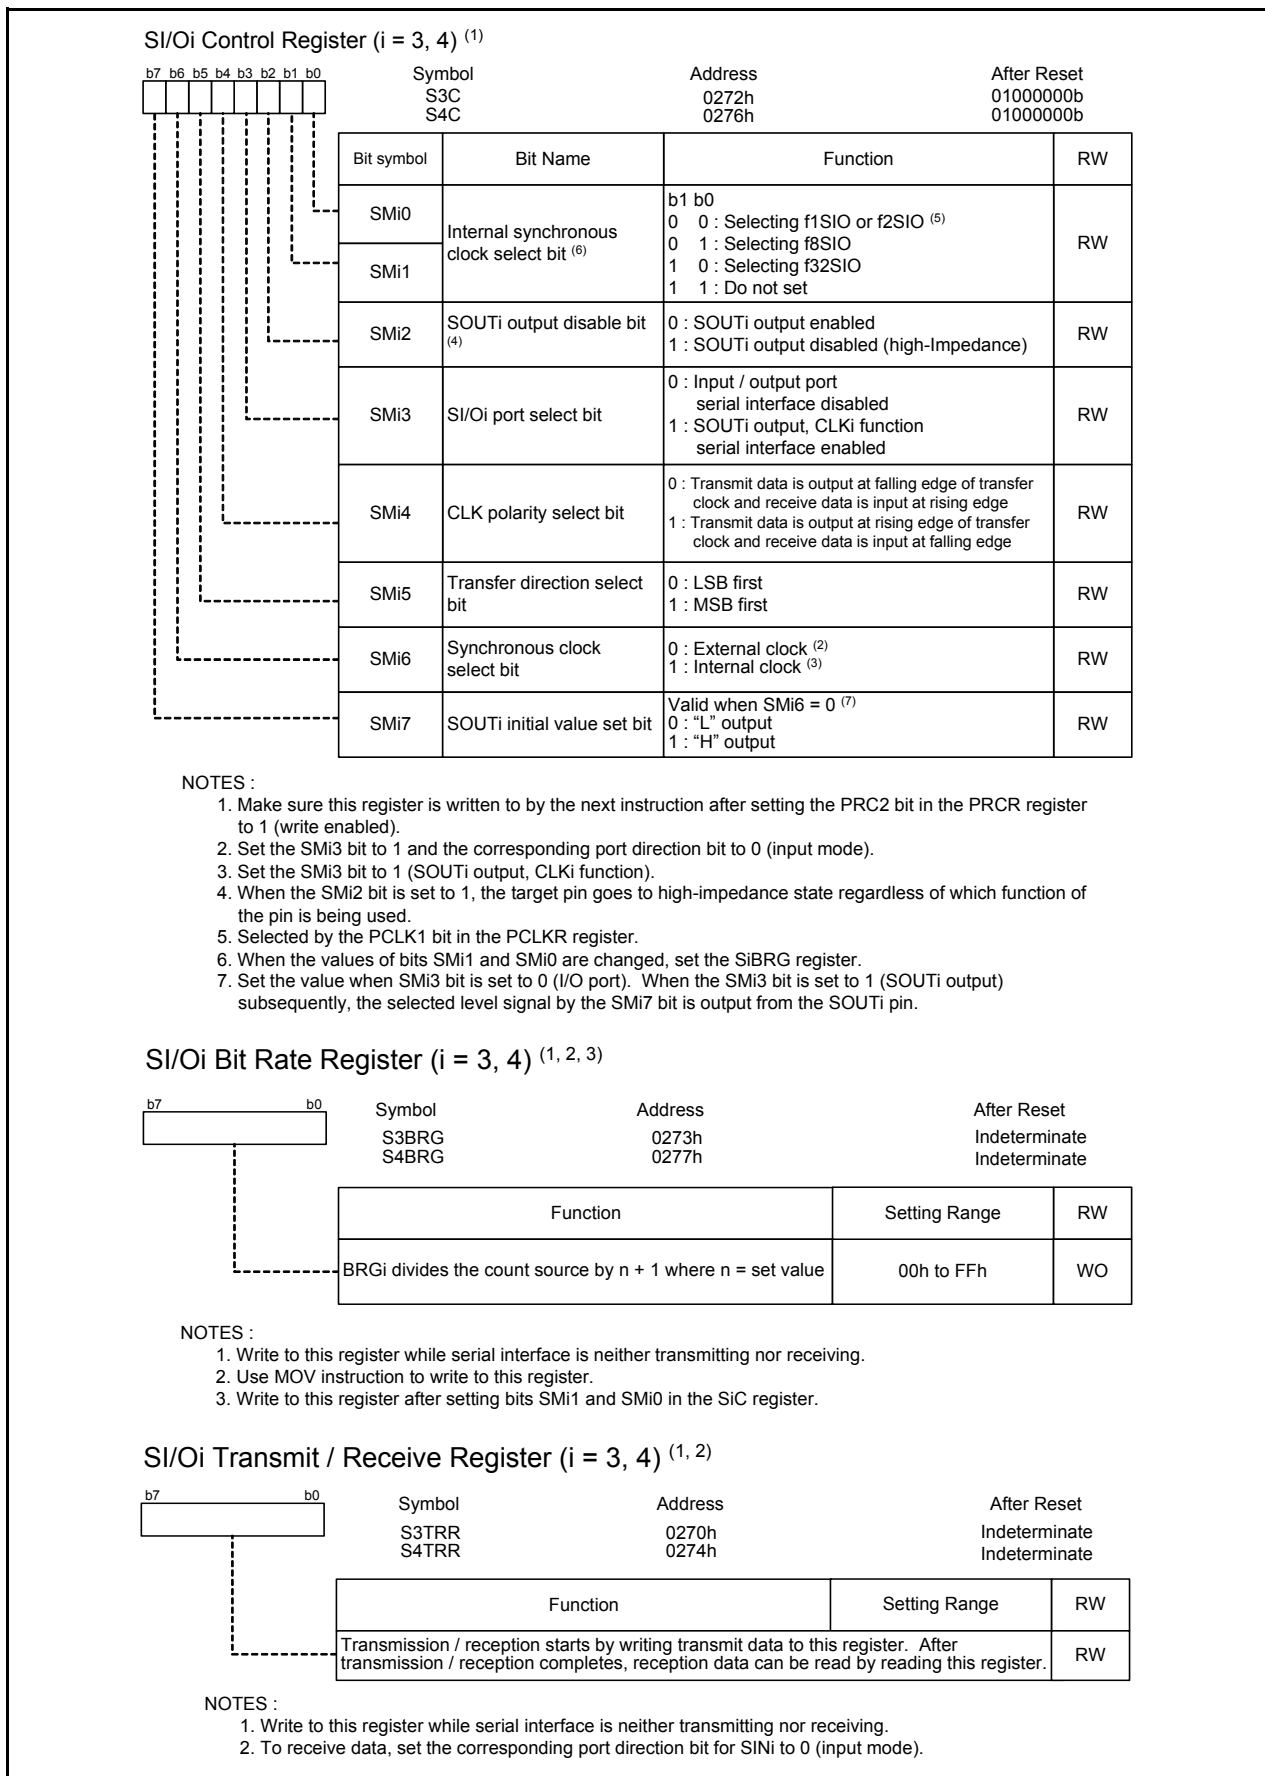 SI/Oi Control Register (i = 3, 4) (1)
b7 b6 b5 b4 b3 b2 b1 b0
Symbol Address After Reset
S3C 0272h 01000000b
S4C 0276h 01000000b
Bit symbol Bit Name Function RW
SMi0
SMi1
Internal synchronous
clock select bit (6)
b1 b0
0 0 : Selecting f1SIO or f2SIO (5)
0 1 : Selecting f8SIO
1 0 : Selecting f32SIO
1 1 : Do not set
RW
SMi2
SOUTi output disable bit
(4)
0 : SOUTi output enabled
1 : SOUTi output disabled (high-Impedance)
RW
SMi3
SI/Oi port select bit
0 : Input / output port
serial interface disabled
1 : SOUTi output, CLKi function
serial interface enabled
RW
SMi4
CLK polarity select bit
0 : Transmit data is output at falling edge of transfer
clock and receive data is input at rising edge
1 : Transmit data is output at rising edge of transfer
clock and receive data is input at falling edge
RW
SMi5
Transfer direction select
bit
0 : LSB first
1 : MSB first
RW
SMi6
Synchronous clock
select bit
0 : External clock (2)
1 : Internal clock (3)
RW
SMi7
SOUTi initial value set bit
Valid when SMi6 = 0 (7)
0 : “L” output
1 : “H” output
RW
NOTES :
1. Make sure this register is written to by the next instruction after setting the PRC2 bit in the PRCR register
to 1 (write enabled).
2. Set the SMi3 bit to 1 and the corresponding port direction bit to 0 (input mode).
3. Set the SMi3 bit to 1 (SOUTi output, CLKi function).
4. When the SMi2 bit is set to 1, the target pin goes to high-impedance state regardless of which function of
the pin is being used.
5. Selected by the PCLK1 bit in the PCLKR register.
6. When the values of bits SMi1 and SMi0 are changed, set the SiBRG register.
7. Set the value when SMi3 bit is set to 0 (I/O port). When the SMi3 bit is set to 1 (SOUTi output)
subsequently, the selected level signal by the SMi7 bit is output from the SOUTi pin.
SI/Oi Bit Rate Register (i = 3, 4) (1, 2, 3)
b7 b0
Symbol Address After Reset
S3BRG 0273h Indeterminate
S4BRG 0277h Indeterminate
Function Setting Range RW
BRGi divides the count source by n + 1 where n = set value 00h to FFh WO
NOTES :
1. Write to this register while serial interface is neither transmitting nor receiving.
2. Use MOV instruction to write to this register.
3. Write to this register after setting bits SMi1 and SMi0 in the SiC register.
SI/Oi Transmit / Receive Register (i = 3, 4) (1, 2)
b7 b0
Symbol Address After Reset
S3TRR 0270h Indeterminate
S4TRR 0274h Indeterminate
Function Setting Range RW
Transmission / reception starts by writing transmit data to this register. After
transmission / reception completes, reception data can be read by reading this register.
RW
NOTES :
1. Write to this register while serial interface is neither transmitting nor receiving.
2. To receive data, set the corresponding port direction bit for SINi to 0 (input mode).